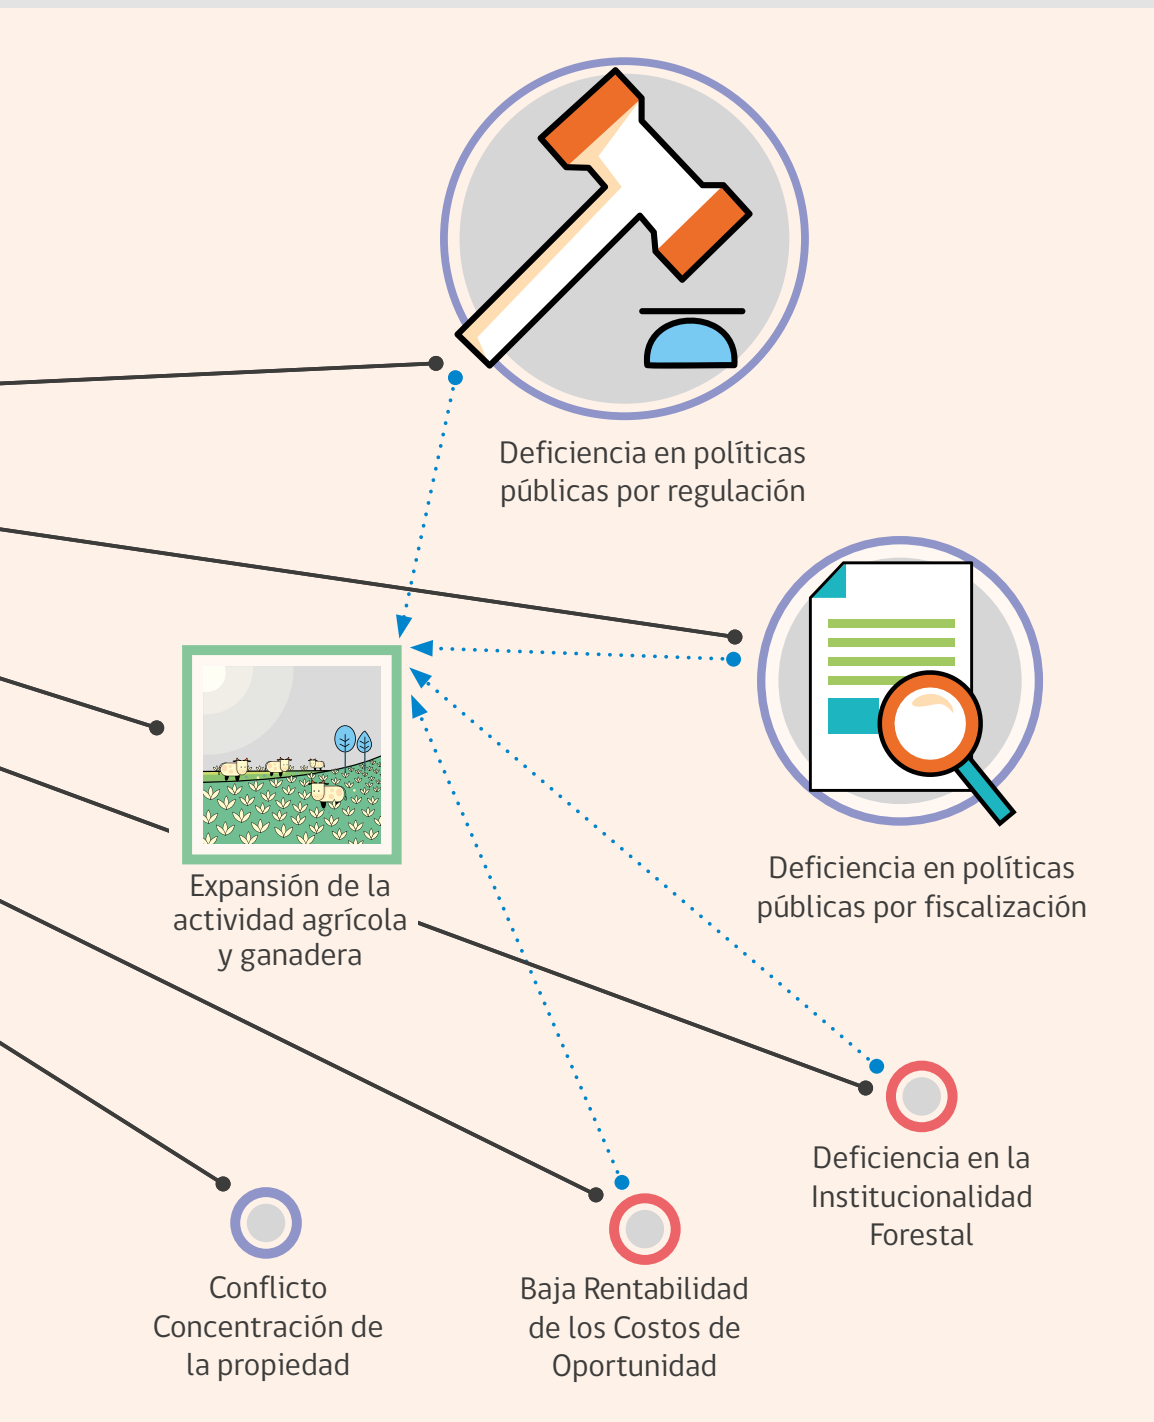 Deficiencia en políticas
públicas por regulación
Deficiencia en políticas
públicas por fiscalización
Expansión de la
actividad agrícola
y ganadera
Deficiencia en la
Institucionalidad
Forestal
Conflicto
Concentración de
la propiedad
Baja Rentabilidad
de los Costos de
Oportunidad